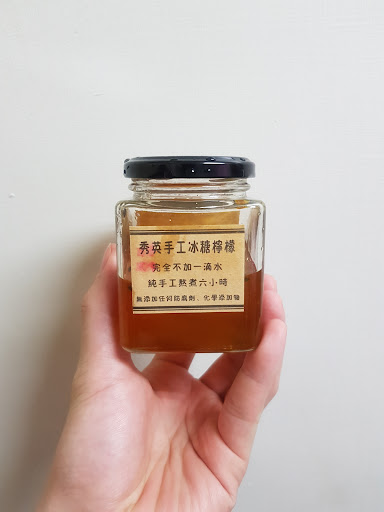 秀英手工冰糖檸檬
完全不加一滴水
純手工熬煮六小時
無添加任何防腐劑、化學添加物